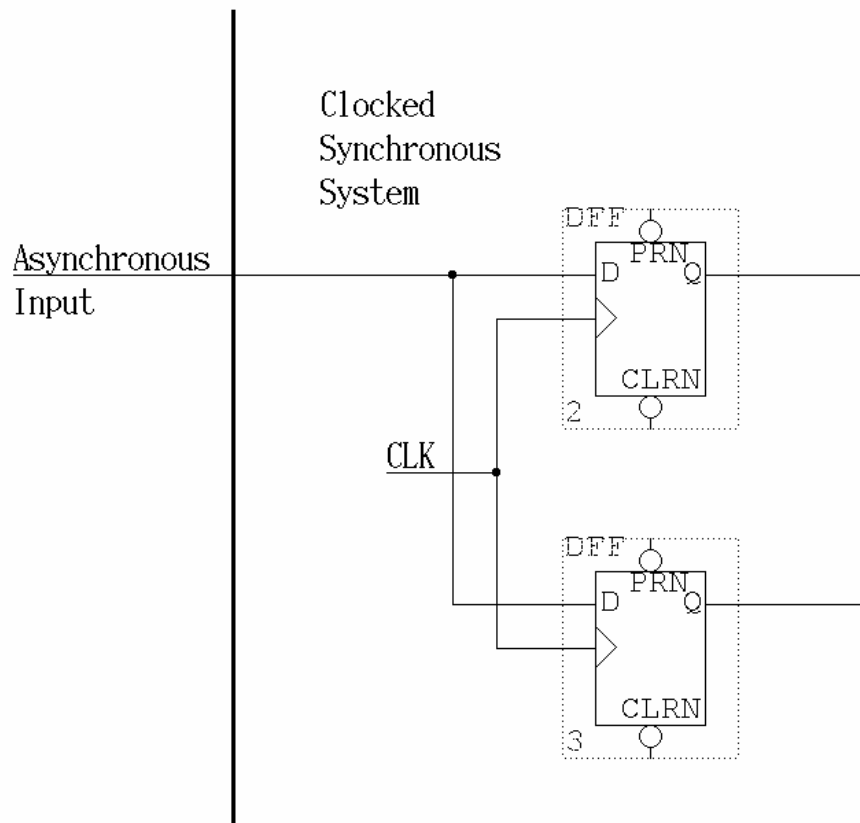 Clocked
Synchronous
System
Asynchronous
Input
DFF
PRN
D
Q
CLRN
2
CLK
DFF
PRN
D
Q
CLRN
3